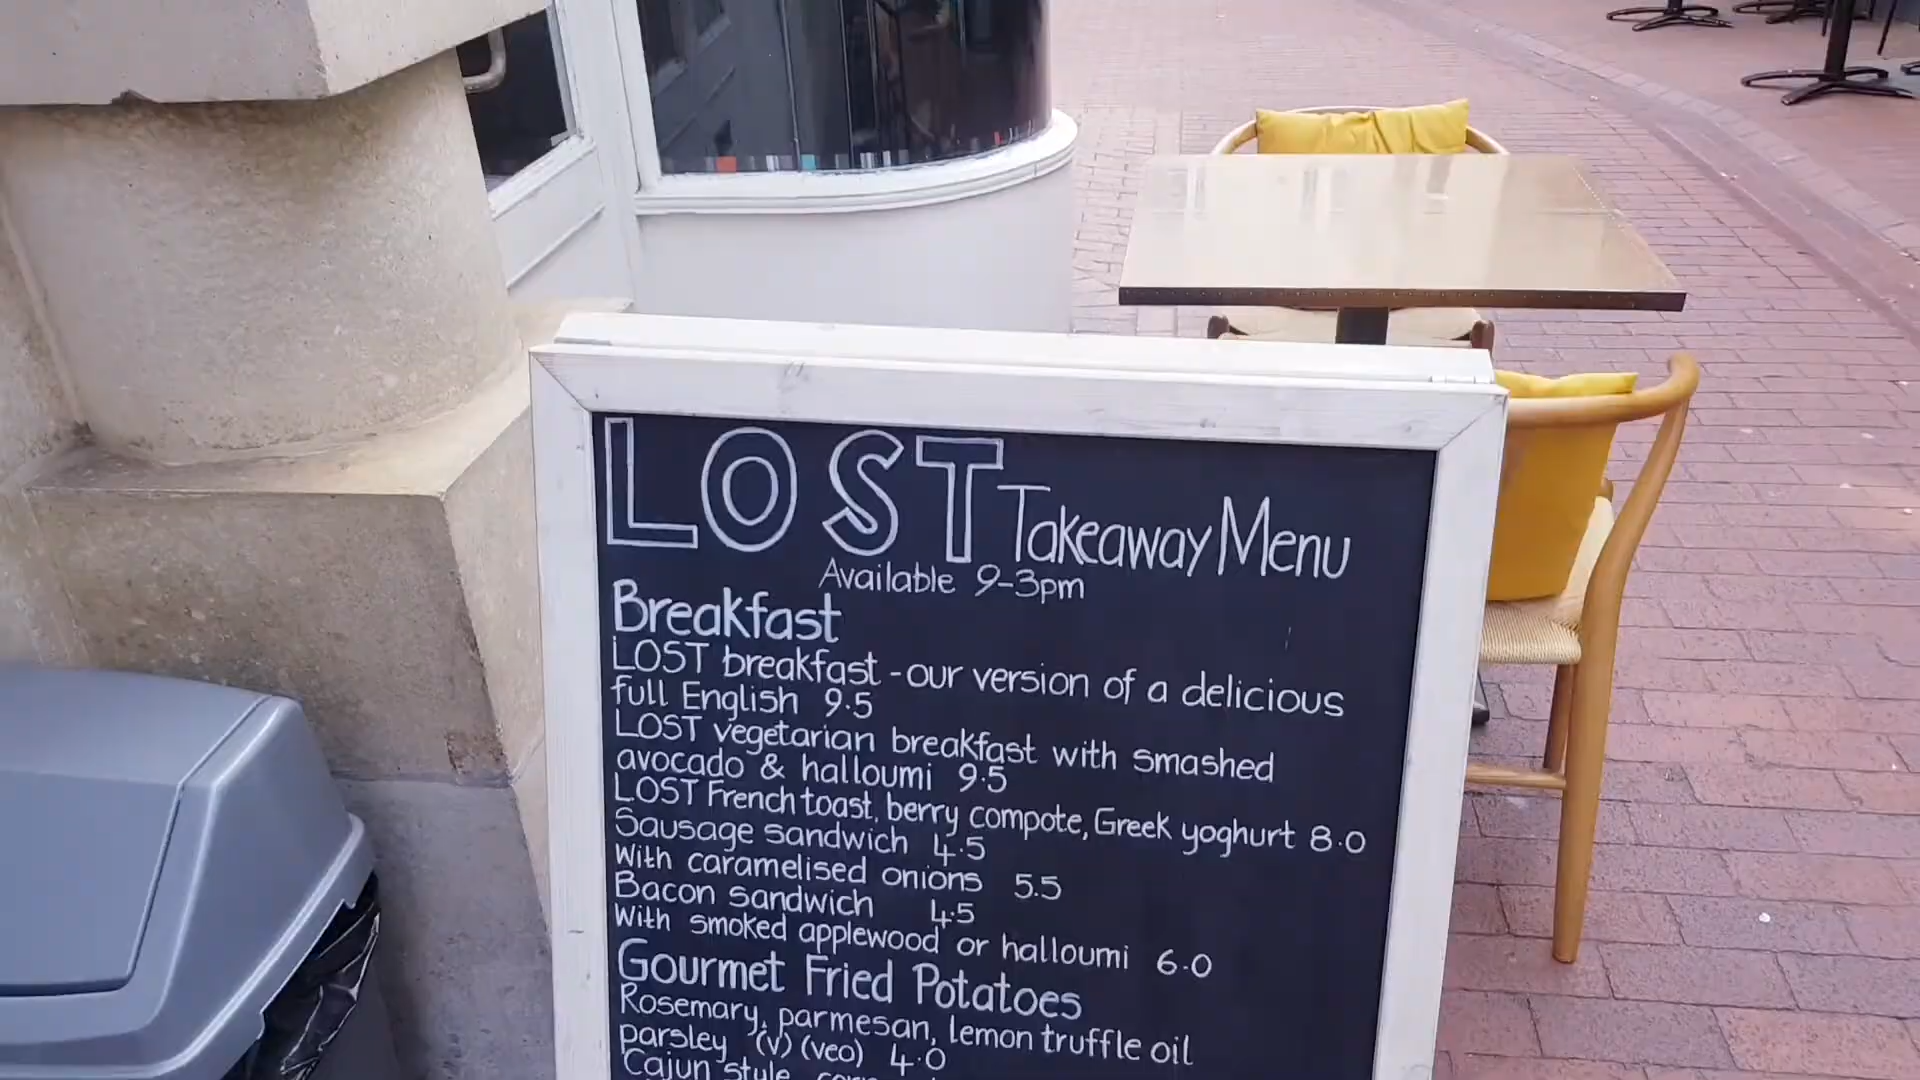 LOST Takeaway Menu
Available 9-3pm
Breakfast
LOST breakfast - our version of a delicious
full English 9.5
LOST vegetarian breakfast with smashed
avocado & halloumi 9.5
LOST French toast, berry compote, Greek yoghurt 8.0
Sausage sandwich 4.5
With caramelised onions 5.5
Bacon sandwich 4.5
With smoked applewood or halloumi 6.0
Gourmet Fried Potatoes
Rosemary, parmesan, lemon truffle oil
parsley (v) (veo) 4.0
Cajun style